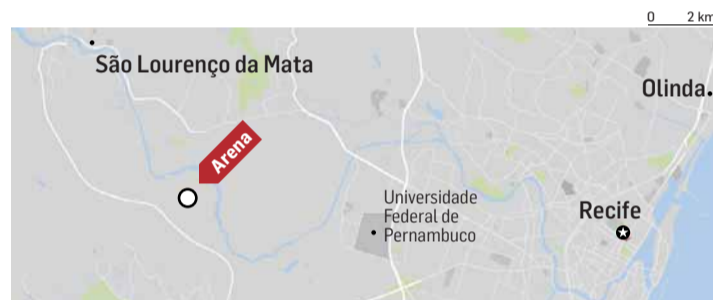 0 2 km
São Lourenço da Mata
Olinda
Arena
Universidade
Federal de
Pernambuco
Recife